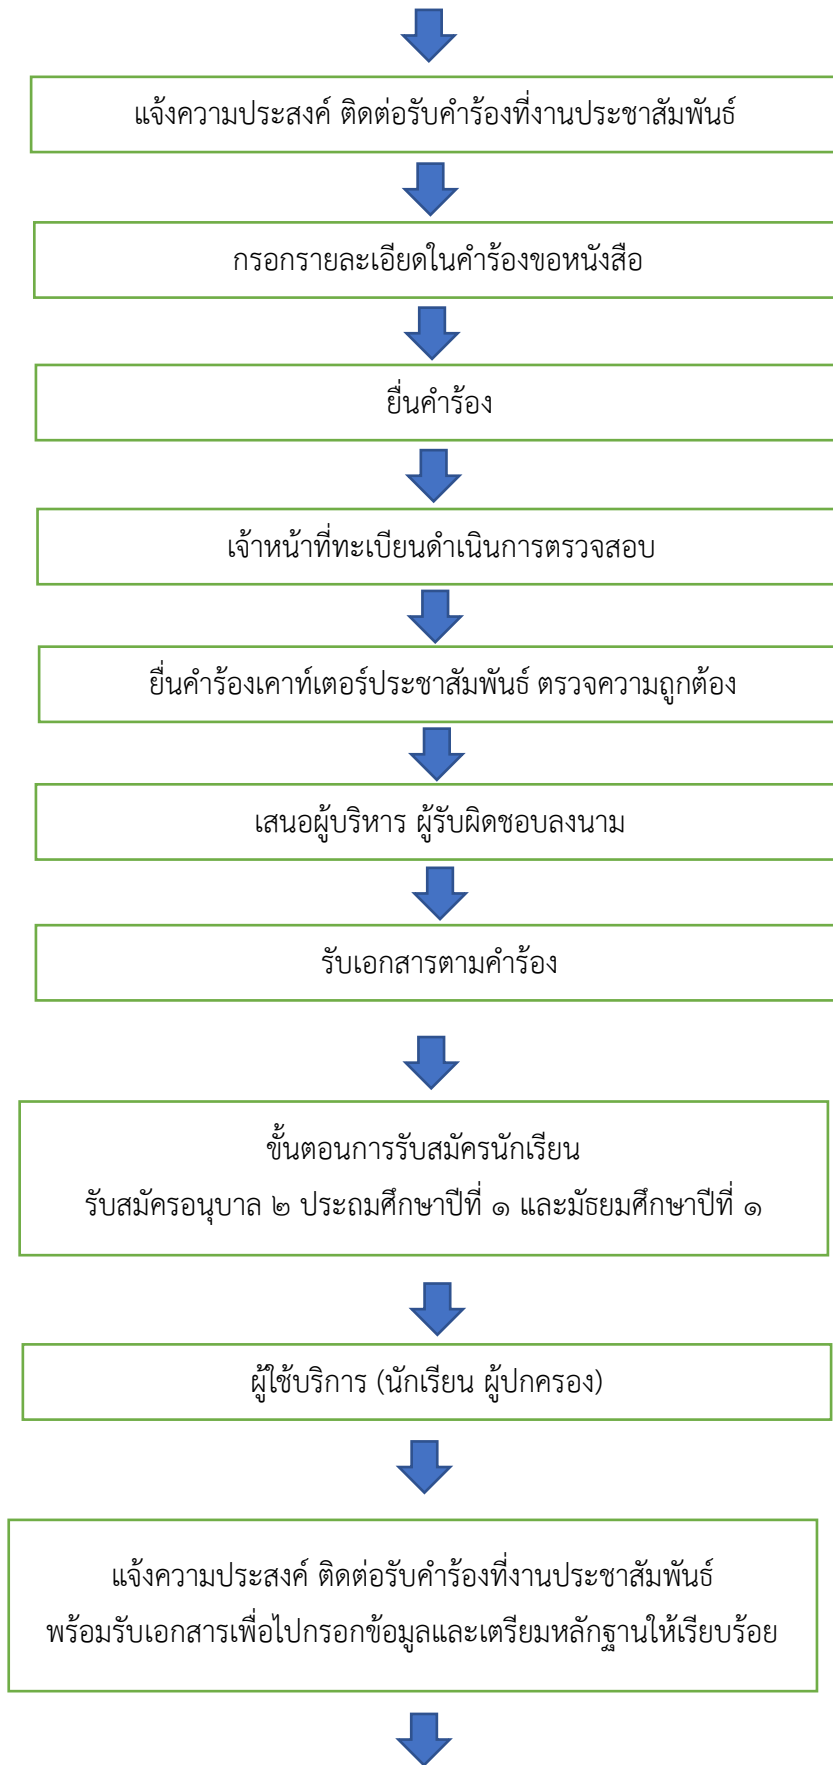 แจ้งความประสงค์ ติดต่อรับคำร้องที่งานประชาสัมพันธ์
กรอกรายละเอียดในคำร้องขอหนังสือ
ยื่นคำร้อง
เจ้าหน้าที่ทะเบียนดำเนินการตรวจสอบ
ยื่นคำร้องเคาท์เตอร์ประชาสัมพันธ์ ตรวจความถูกต้อง
เสนอผู้บริหาร ผู้รับผิดชอบลงนาม
รับเอกสารตามคำร้อง
ขั้นตอนการรับสมัครนักเรียน
รับสมัครอนุบาล ๒ ประถมศึกษาปีที่ ๑ และมัธยมศึกษาปีที่ ๑
ผู้ใช้บริการ (นักเรียน ผู้ปกครอง)
แจ้งความประสงค์ ติดต่อรับคำร้องที่งานประชาสัมพันธ์
พร้อมรับเอกสารเพื่อไปกรอกข้อมูลและเตรียมหลักฐานให้เรียบร้อย